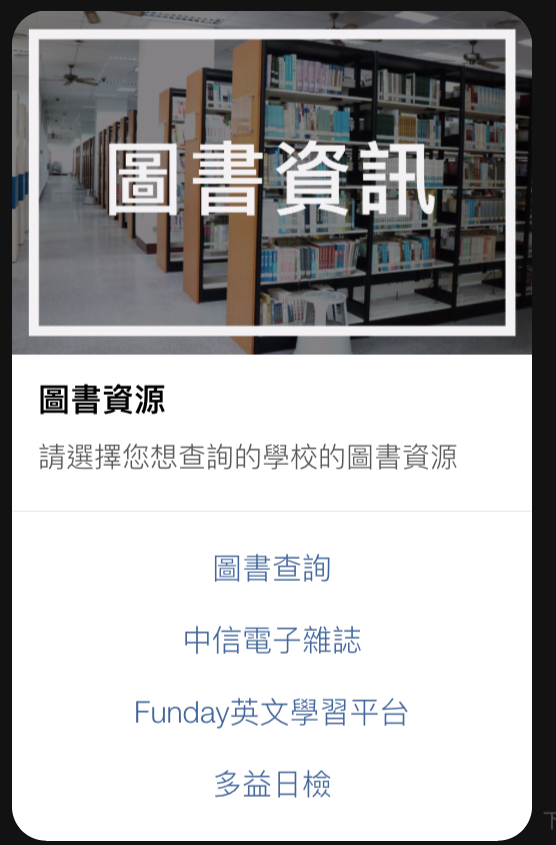 圖書資訊
圖書資源
請選擇您想查詢的學校的圖書資源
圖書查詢
中信電子雜誌
Funday英文學習平台
多益日檢
下